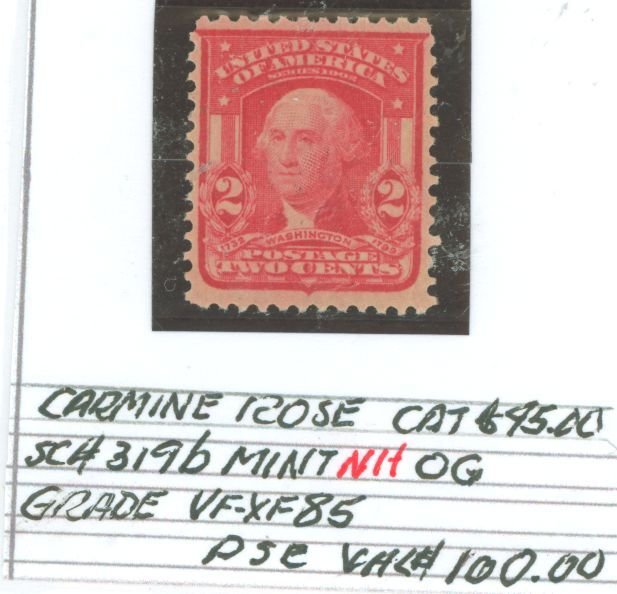 UNITED STATES
OF AMERICA
SERIES 1902
2 2
1732 WASHINGTON 1799
POSTAGE
TWO CENTS
CARMINE ROSE CAT $95.00
SC# 319b MINT NH OG
GRADE VF-XF85
PSE VAL# 100.00